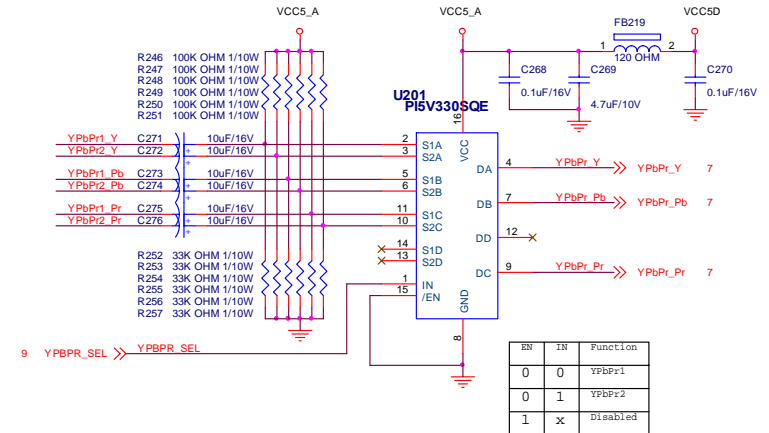 VCC5_A
VCC5_A
VCC5D
FB219
1
2
120 OHM
R246 100K OHM 1/10W
R247 100K OHM 1/10W
R248 100K OHM 1/10W
R249 100K OHM 1/10W
R250 100K OHM 1/10W
R251 100K OHM 1/10W
C268
0.1uF/16V
C269
4.7uF/10V
C270
0.1uF/16V
U201
PI5V330SQE
16
VCC
YPbPr1_Y C271 10uF/16V 2 S1A
YPbPr2_Y C272 + 10uF/16V 3 S2A
YPbPr1_Pb C273 10uF/16V 5 S1B
YPbPr2_Pb C274 + 10uF/16V 6 S2B
YPbPr1_Pr C275 10uF/16V 11 S1C
YPbPr2_Pr C276 + 10uF/16V 10 S2C
14 S1D
13 S2D
1 IN
15 /EN
DA 4 YPbPr_Y YPbPr_Y 7
DB 7 YPbPr_Pb YPbPr_Pb 7
DD 12
DC 9 YPbPr_Pr YPbPr_Pr 7
GND
8
R252 33K OHM 1/10W
R253 33K OHM 1/10W
R254 33K OHM 1/10W
R255 33K OHM 1/10W
R256 33K OHM 1/10W
R257 33K OHM 1/10W
9 YPBPR_SEL YPBPR_SEL
EN IN Function
0 0 YPbPr1
0 1 YPbPr2
1 x Disabled